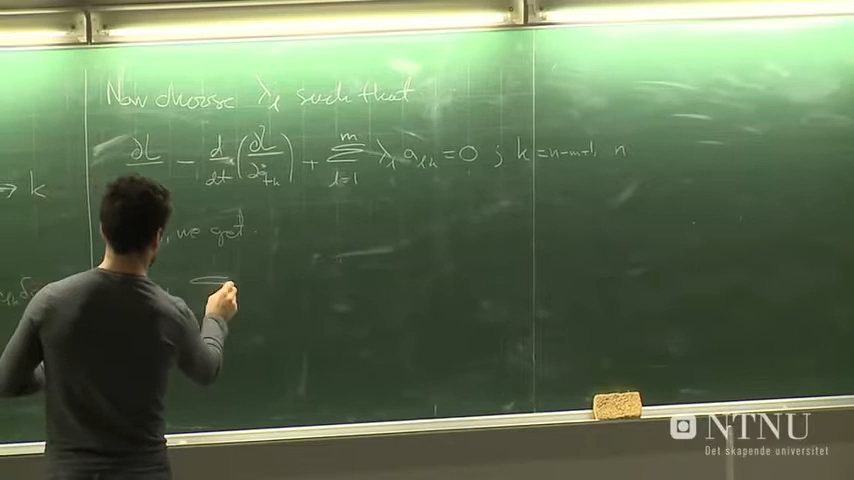 Now choose λ_l such that
∂L - d/dt (∂L/∂q̇_k) + Σ_{l=1}^{m} λ_l a_{lk} = 0 ; k = n-m+1, n
→ k
, we get
NTNU
Det skapende universitet